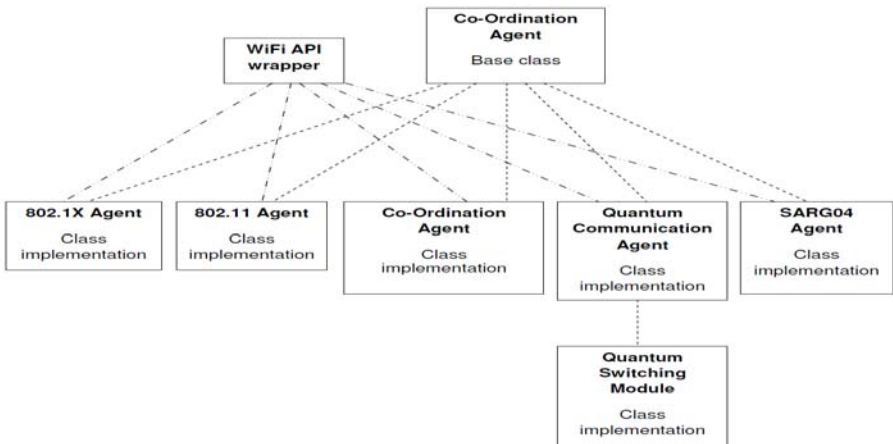 Co-Ordination
Agent
Base class
WiFi API
wrapper
802.1X Agent
Class
implementation
802.11 Agent
Class
implementation
Co-Ordination
Agent
Class
implementation
Quantum
Communication
Agent
Class
implementation
SARG04
Agent
Class
implementation
Quantum
Switching
Module
Class
implementation